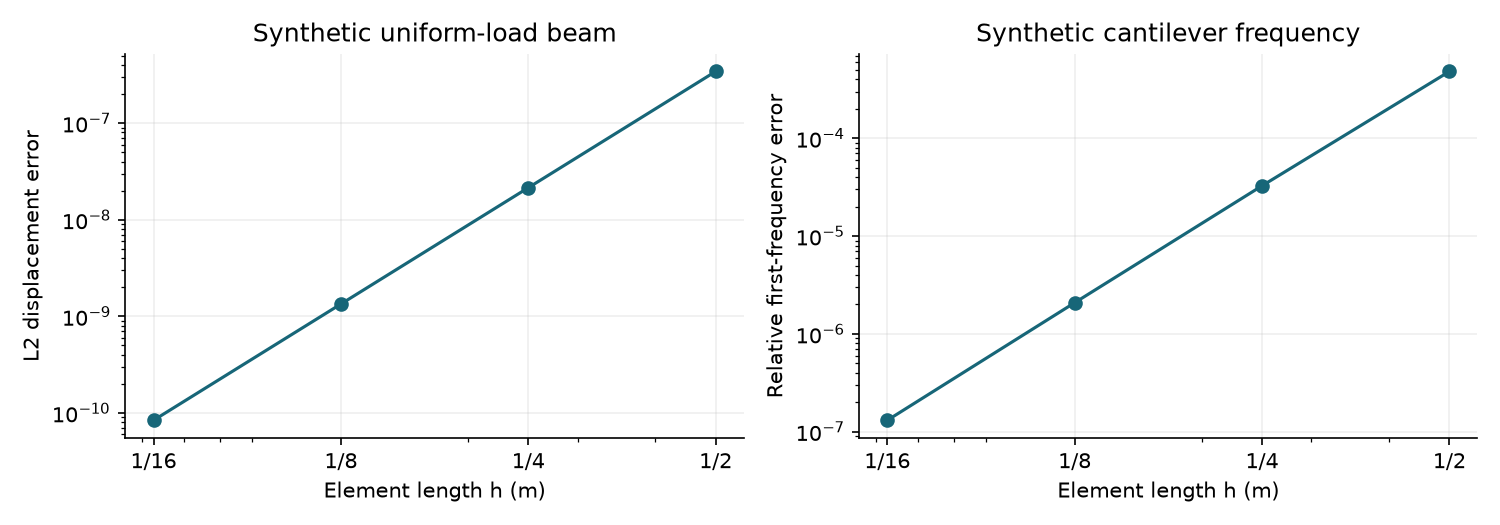 Synthetic uniform-load beam
L2 displacement error
10⁻⁷
10⁻⁸
10⁻⁹
10⁻¹⁰
1/16 1/8 1/4 1/2
Element length h (m)
Synthetic cantilever frequency
Relative first-frequency error
10⁻⁴
10⁻⁵
10⁻⁶
10⁻⁷
1/16 1/8 1/4 1/2
Element length h (m)